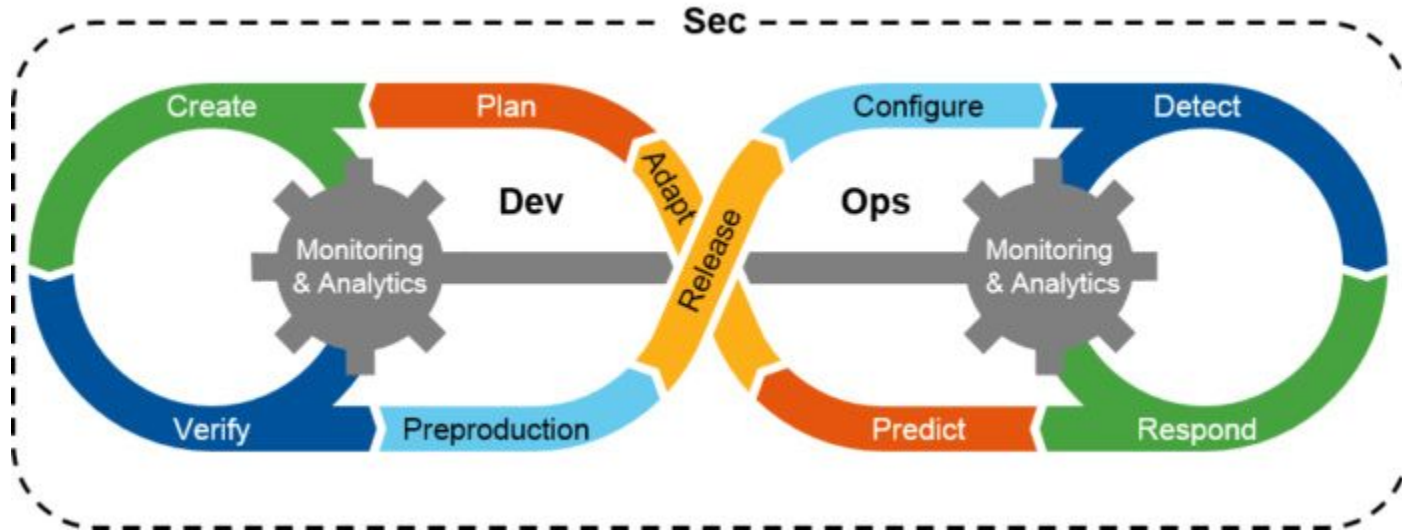 Sec
Create
Plan
Configure
Detect
Adapt
Dev
Ops
Release
Monitoring
& Analytics
Monitoring
& Analytics
Verify
Preproduction
Predict
Respond